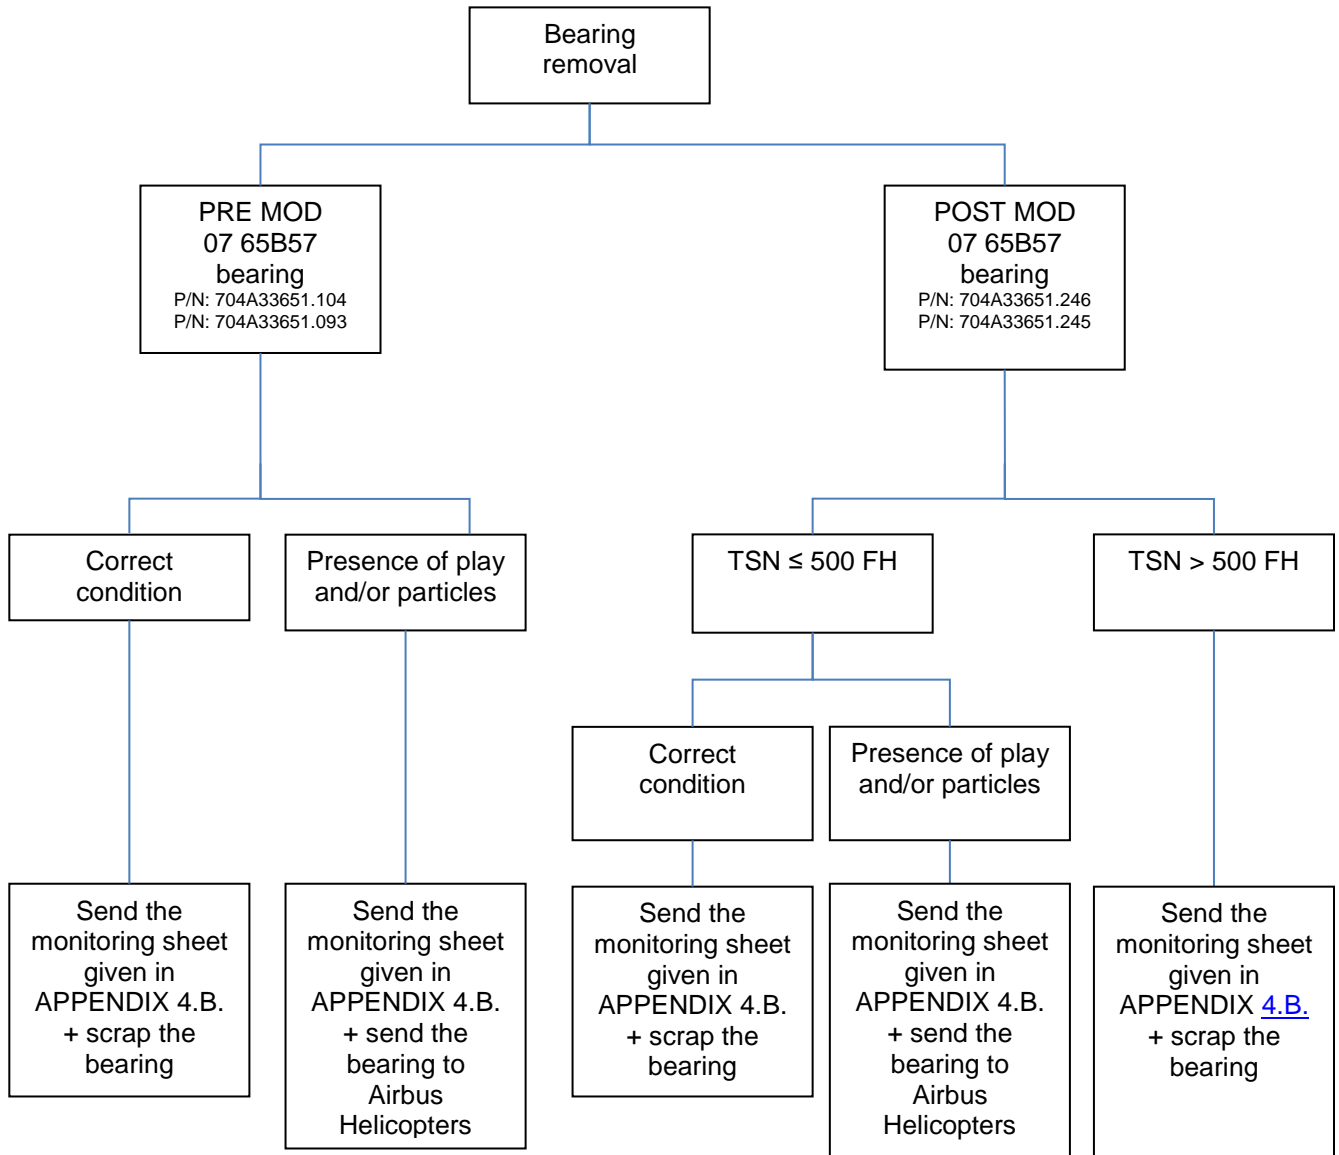 Bearing
removal
PRE MOD
07 65B57
bearing
P/N: 704A33651.104
P/N: 704A33651.093
POST MOD
07 65B57
bearing
P/N: 704A33651.246
P/N: 704A33651.245
Correct
condition
Presence of play
and/or particles
TSN ≤ 500 FH
TSN > 500 FH
Correct
condition
Presence of play
and/or particles
Send the
monitoring sheet
given in
APPENDIX 4.B.
+ scrap the
bearing
Send the
monitoring sheet
given in
APPENDIX 4.B.
+ send the
bearing to
Airbus
Helicopters
Send the
monitoring sheet
given in
APPENDIX 4.B.
+ scrap the
bearing
Send the
monitoring sheet
given in
APPENDIX 4.B.
+ send the
bearing to
Airbus
Helicopters
Send the
monitoring sheet
given in
APPENDIX 4.B.
+ scrap the
bearing